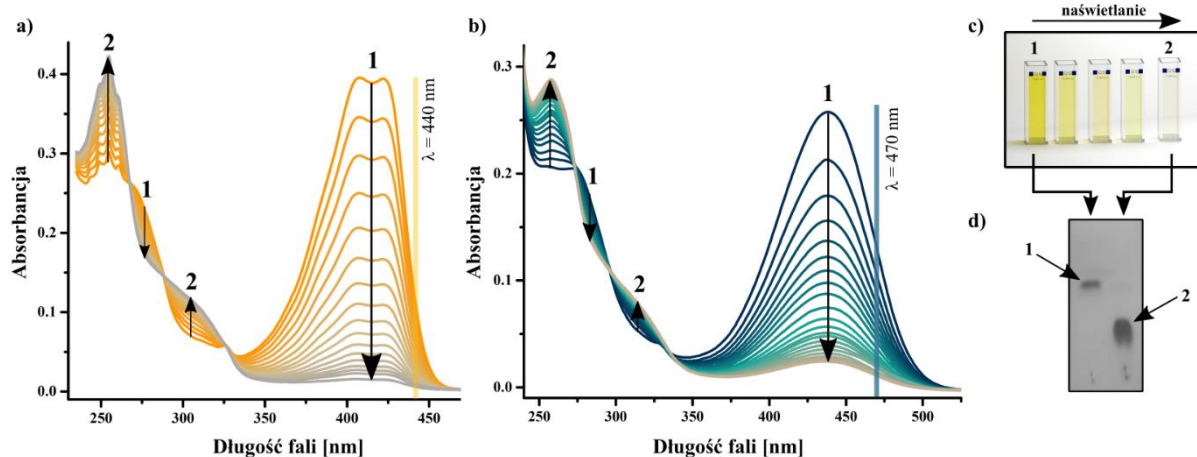 a)
Absorbancja
0.4
0.3
0.2
0.1
0.0
250
300
350
400
450
Długość fali [nm]
2
1
2
1
λ = 440 nm
b)
Absorbancja
0.3
0.2
0.1
0.0
250
300
350
400
450
500
Długość fali [nm]
2
1
2
1
λ = 470 nm
c)
naświetlanie
1
2
d)
1
2